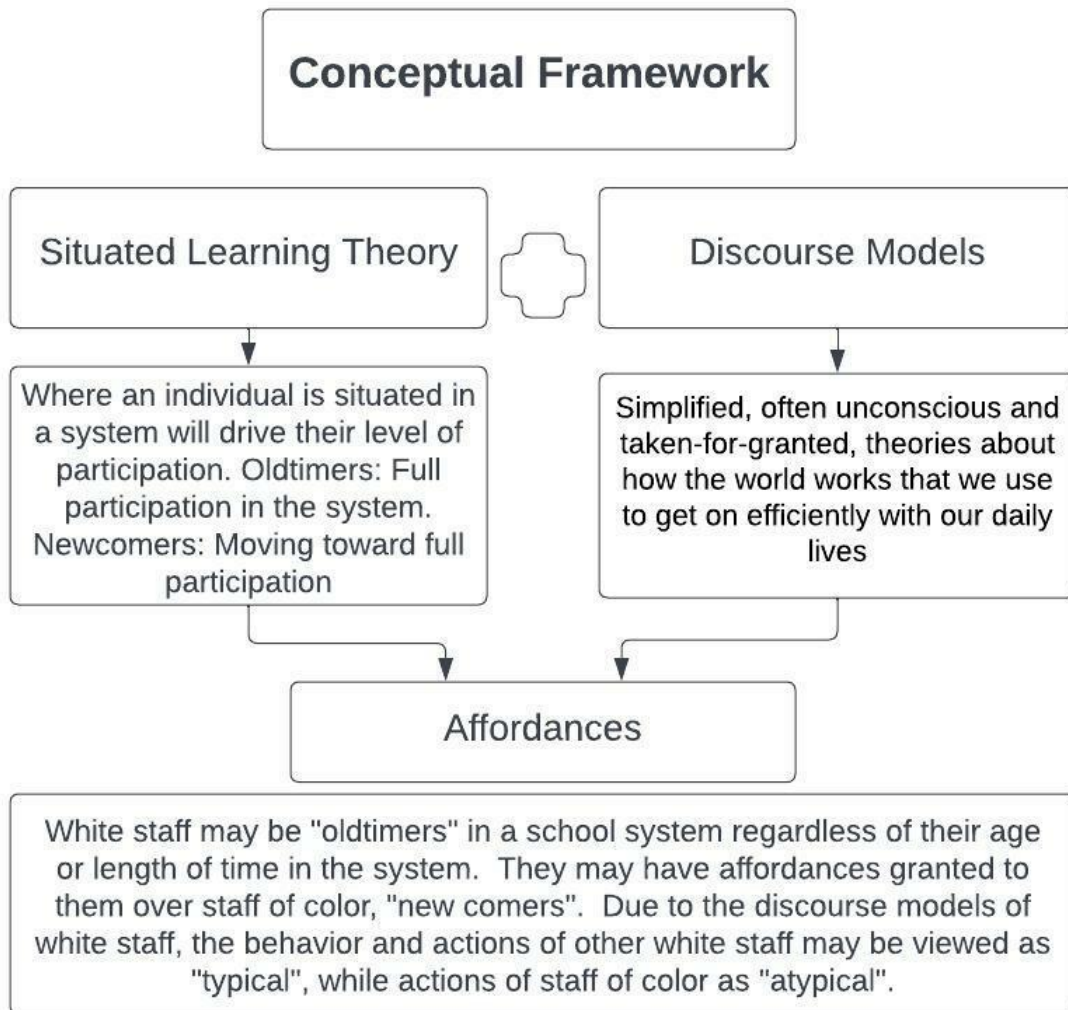 Conceptual Framework
Situated Learning Theory
Discourse Models
Where an individual is situated in
a system will drive their level of
participation. Oldtimers: Full
participation in the system.
Newcomers: Moving toward full
participation
Simplified, often unconscious and
taken-for-granted, theories about
how the world works that we use
to get on efficiently with our daily
lives
Affordances
White staff may be "oldtimers" in a school system regardless of their age
or length of time in the system.  They may have affordances granted to
them over staff of color, "new comers".  Due to the discourse models of
white staff, the behavior and actions of other white staff may be viewed as
"typical", while actions of staff of color as "atypical".